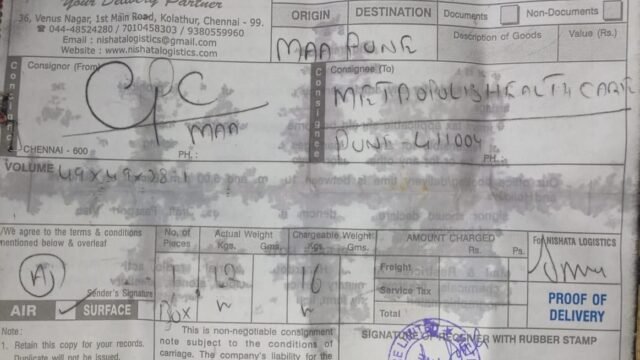 Your Delivery Partner
36, Venus Nagar, 1st Main Road, Kolathur, Chennai - 99.
044-48524280 / 7010458303 / 9380559960
Email : nishatalogistics@gmail.com
Website : www.nishatalogistics.com
ORIGIN
DESTINATION
Documents
Non-Documents
MAA PUNE
Description of Goods
Value (Rs.)
Consignor (From)
CPC
MAA
CHENNAI - 600
PH. :
Consignee
Consignee (To)
METROPOLIS HEALTH CARE
PUNE - 411004
PH. :
VOLUME 49 x 49 x 28 = 1
/We agree to the terms & conditions
mentioned below & overleaf
Sender's Signature
AIR
SURFACE
No. of Pieces
Actual Weight
Kgs. Gms.
Chargeable Weight
Kgs. Gms.
16
AMOUNT CHARGED
Rs. Ps.
Freight
Service Tax
Total
For NISHATA LOGISTICS
PROOF OF
DELIVERY
Note :
1. Retain this copy for your records.
Duplicate will not be issued.
This is non-negotiable consignment
note subject to the conditions of
carriage. The company's liability for the
SIGNATURE OF RECEIVER WITH RUBBER STAMP